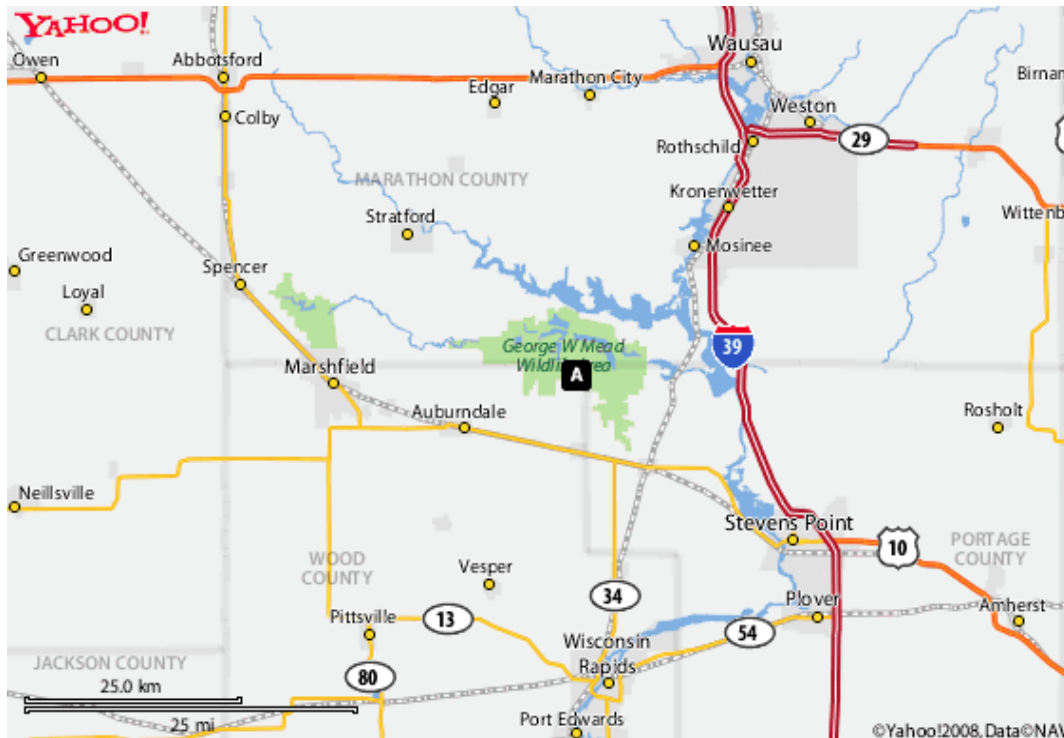 YAHOO!
Wausau
Owen
Abbotsford
Marathon City
Birnam
Edgar
Weston
Colby
Rothschild
29
MARATHON COUNTY
Kronenwetter
Stratford
Wittenb
Mosinee
Greenwood
Spencer
Loyal
CLARK COUNTY
George W Mead
Wildlife Area
39
Marshfield
A
Auburndale
Rosholt
Neillsville
Stevens Point
10
PORTAGE
COUNTY
WOOD
COUNTY
Vesper
34
Plover
Amherst
Pittsville
13
54
Wisconsin
Rapids
JACKSON COUNTY
80
25.0 km
25 mi
Port Edwards
©Yahoo!2008, Data©NAV